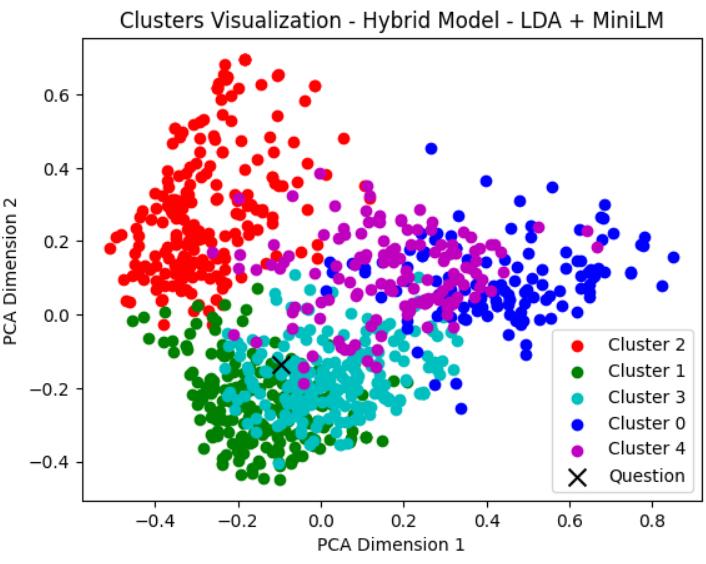 Clusters Visualization - Hybrid Model - LDA + MiniLM
PCA Dimension 2
0.6
0.4
0.2
0.0
−0.2
−0.4
Cluster 2
Cluster 1
Cluster 3
Cluster 0
Cluster 4
Question
−0.4 −0.2 0.0 0.2 0.4 0.6 0.8
PCA Dimension 1